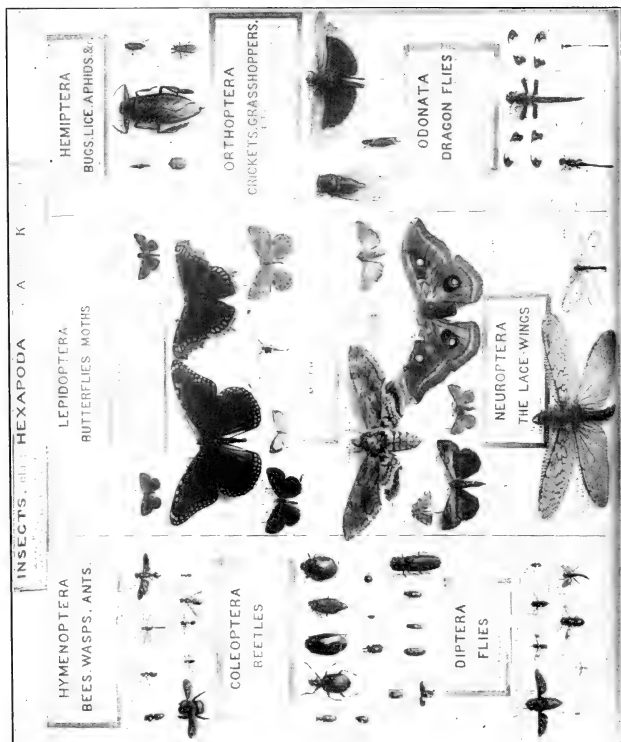 INSECTS, HEXAPODA
HYMENOPTERA
BEES. WASPS. ANTS.
COLEOPTERA
BEETLES
DIPTERA
FLIES
LEPIDOPTERA
BUTTERFLIES MOTHS
NEUROPTERA
THE LACE-WINGS
HEMIPTERA
BUGS. LICE. APHIDS. &
ORTHOPTERA
CRICKETS. GRASSHOPPERS.
ODONATA
DRAGON FLIES